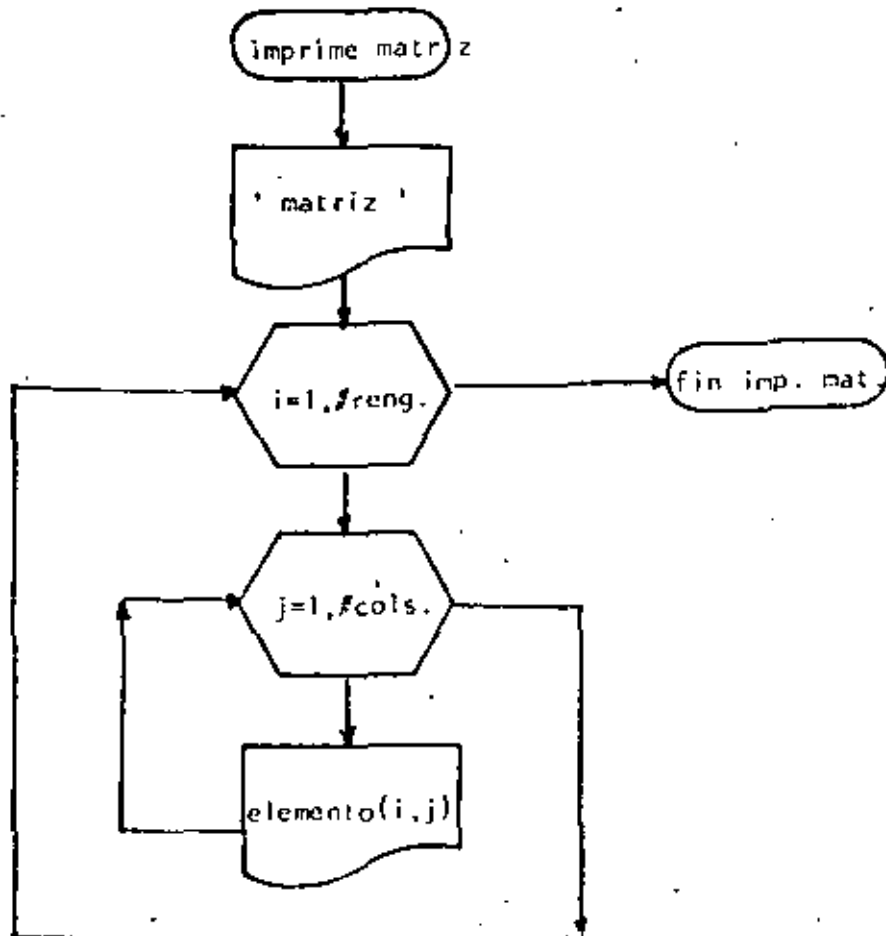 imprime matriz
' matriz '
i=1,#reng.
fin imp. mat.
j=1,#cols.
elemento(i,j)